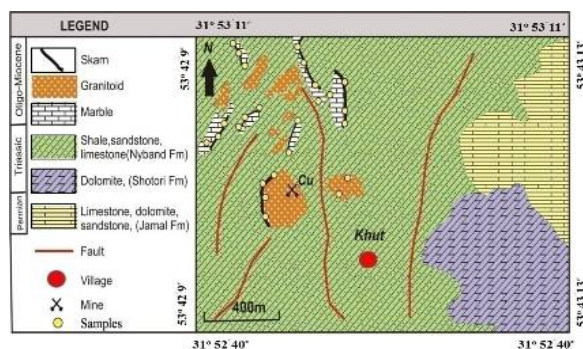 LEGEND
Oligo-Miocene
Skarn
Granitoid
Marble
Triassic
Shale,sandstone,
limestone(Nyband Fm)
Dolomite, (Shotori Fm)
Permian
Limestone, dolomite,
sandstone, (Jamal Fm)
Fault
Village
Mine
Samples
31° 53´ 11"
31° 53´ 11"
53° 42´ 9"
53° 43´ 13"
N
Cu
Khut
400m
53° 42´ 9"
53° 43´ 13"
31° 52´ 40"
31° 52´ 40"